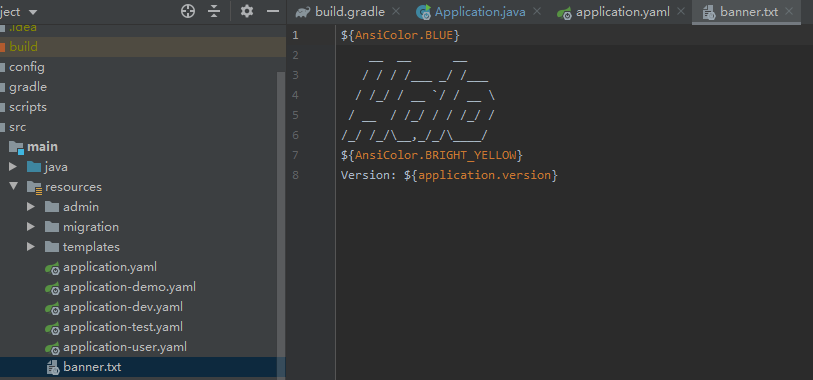 ject
.idea
build
config
gradle
scripts
src
main
java
resources
admin
migration
templates
application.yaml
application-demo.yaml
application-dev.yaml
application-test.yaml
application-user.yaml
banner.txt
build.gradle Application.java application.yaml banner.txt
1 ${AnsiColor.BLUE}
2     __  __      __
3    / / / /___ _/ /___
4   / /_/ / __ `/ / __ \
5  / __  / /_/ / / /_/ /
6 /_/ /_/\__,_/_/\____/
7 ${AnsiColor.BRIGHT_YELLOW}
8 Version: ${application.version}